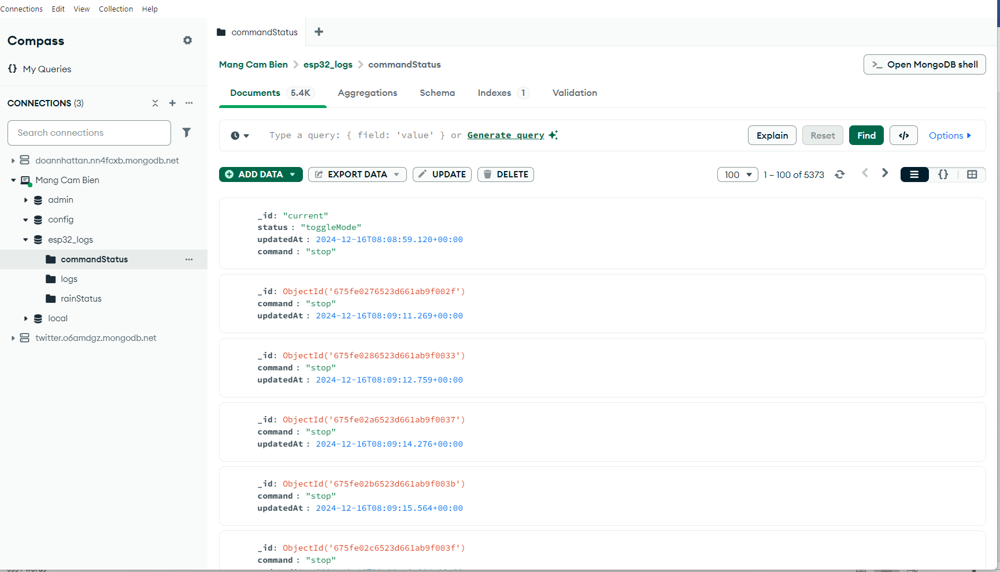 Connections Edit View Collection Help
Compass
{} My Queries
CONNECTIONS (3)
Search connections
doannhattan.nn4fcxb.mongodb.net
Mang Cam Bien
admin
config
esp32_logs
commandStatus
logs
rainStatus
local
twitter.o6amdgz.mongodb.net
commandStatus
Mang Cam Bien > esp32_logs > commandStatus
>_ Open MongoDB shell
Documents 5.4K Aggregations Schema Indexes 1 Validation
Type a query: { field: 'value' } or Generate query
Explain Reset Find </> Options
ADD DATA EXPORT DATA UPDATE DELETE
100 1 – 100 of 5373 {}
_id: "current"
status : "toggleMode"
updatedAt : 2024-12-16T08:08:59.120+00:00
command : "stop"
_id: ObjectId('675fe0276523d661ab9f002f')
command : "stop"
updatedAt : 2024-12-16T08:09:11.269+00:00
_id: ObjectId('675fe0286523d661ab9f0033')
command : "stop"
updatedAt : 2024-12-16T08:09:12.759+00:00
_id: ObjectId('675fe02a6523d661ab9f0037')
command : "stop"
updatedAt : 2024-12-16T08:09:14.276+00:00
_id: ObjectId('675fe02b6523d661ab9f003b')
command : "stop"
updatedAt : 2024-12-16T08:09:15.564+00:00
_id: ObjectId('675fe02c6523d661ab9f003f')
command : "stop"